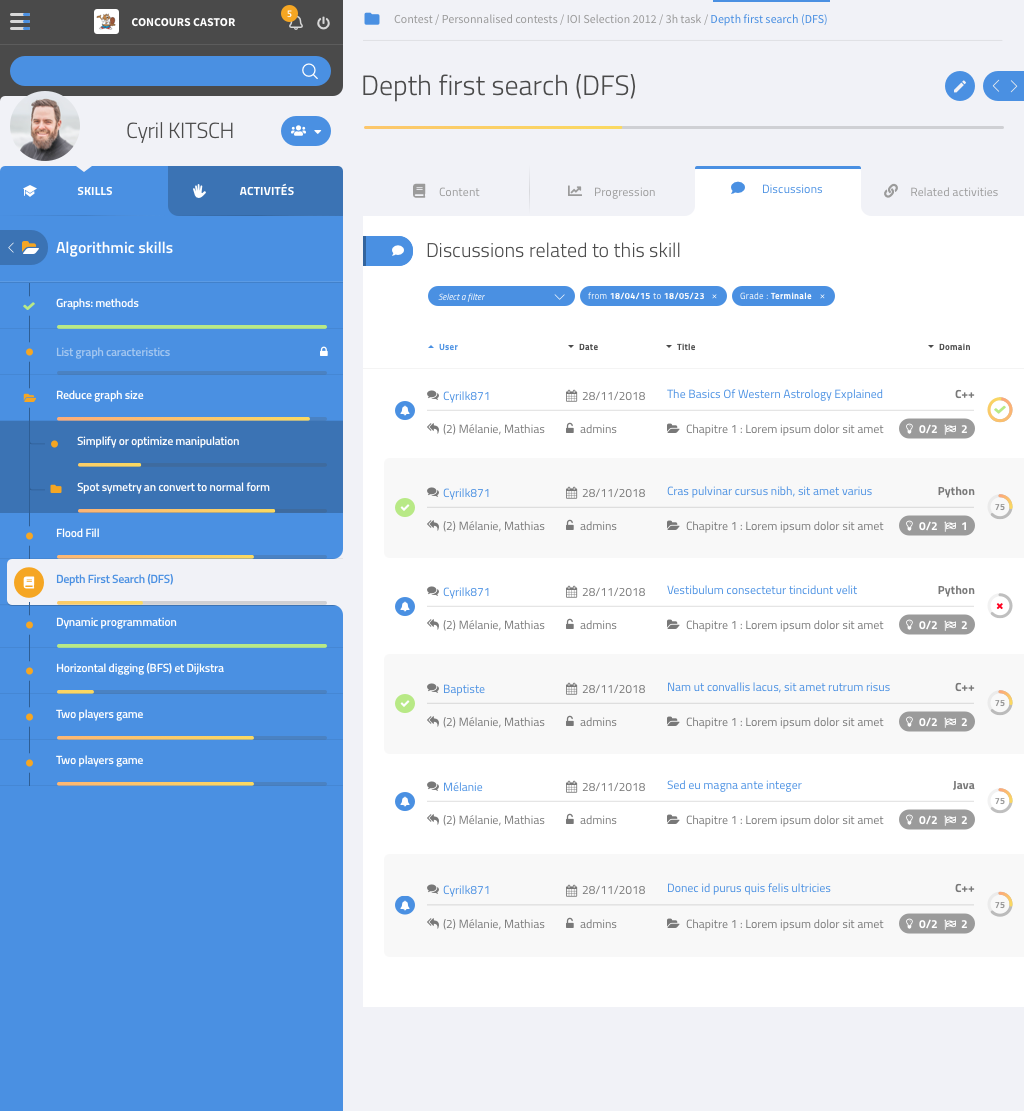 CONCOURS CASTOR
5
Cyril KITSCH
SKILLS
ACTIVITÉS
Algorithmic skills
Graphs: methods
List graph caracteristics
Reduce graph size
Simplify or optimize manipulation
Spot symetry an convert to normal form
Flood Fill
Depth First Search (DFS)
Dynamic programmation
Horizontal digging (BFS) et Dijkstra
Two players game
Two players game
Contest / Personnalised contests / IOI Selection 2012 / 3h task / Depth first search (DFS)
Depth first search (DFS)
Content
Progression
Discussions
Related activities
Discussions related to this skill
Select a filter
from 18/04/15 to 18/05/23 ×
Grade : Terminale ×
User Date Title Domain
Cyrilk871 28/11/2018 The Basics Of Western Astrology Explained C++
(2) Mélanie, Mathias admins Chapitre 1 : Lorem ipsum dolor sit amet 0/2 2
Cyrilk871 28/11/2018 Cras pulvinar cursus nibh, sit amet varius Python
75
(2) Mélanie, Mathias admins Chapitre 1 : Lorem ipsum dolor sit amet 0/2 1
Cyrilk871 28/11/2018 Vestibulum consectetur tincidunt velit Python
(2) Mélanie, Mathias admins Chapitre 1 : Lorem ipsum dolor sit amet 0/2 2
Baptiste 28/11/2018 Nam ut convallis lacus, sit amet rutrum risus C++
75
(2) Mélanie, Mathias admins Chapitre 1 : Lorem ipsum dolor sit amet 0/2 2
Mélanie 28/11/2018 Sed eu magna ante integer Java
75
(2) Mélanie, Mathias admins Chapitre 1 : Lorem ipsum dolor sit amet 0/2 2
Cyrilk871 28/11/2018 Donec id purus quis felis ultricies C++
75
(2) Mélanie, Mathias admins Chapitre 1 : Lorem ipsum dolor sit amet 0/2 2